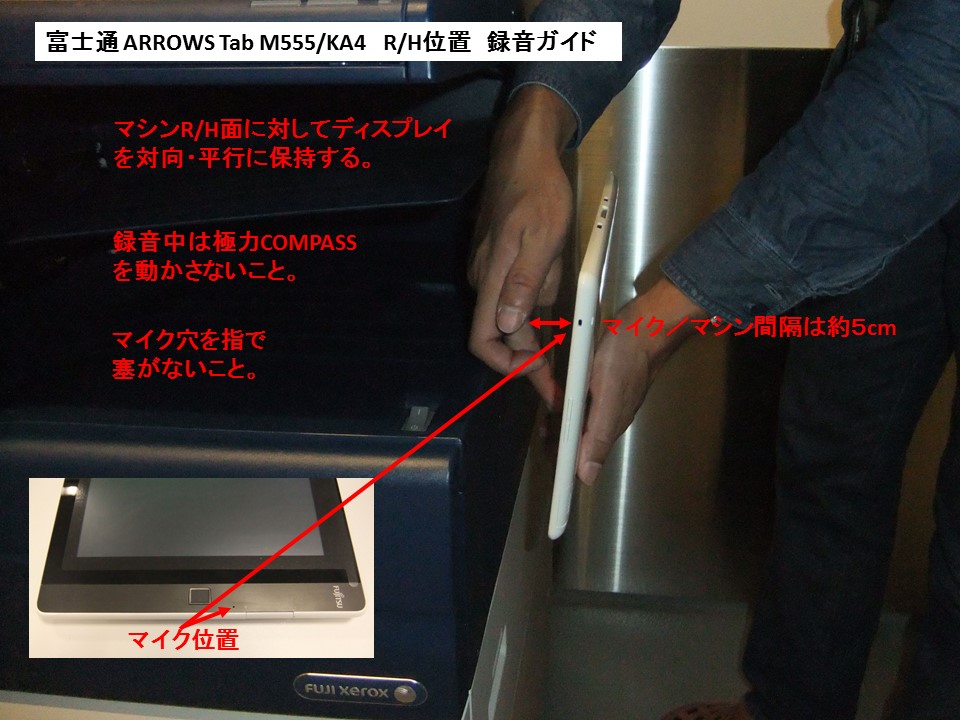 富士通 ARROWS Tab M555/KA4 R/H位置 録音ガイド
マシンR/H面に対してディスプレイ
を対向・平行に保持する。
録音中は極力COMPASS
を動かさないこと。
マイク/マシン間隔は約5cm
マイク穴を指で
塞がないこと。
FUJITSU
マイク位置
FUJI XEROX